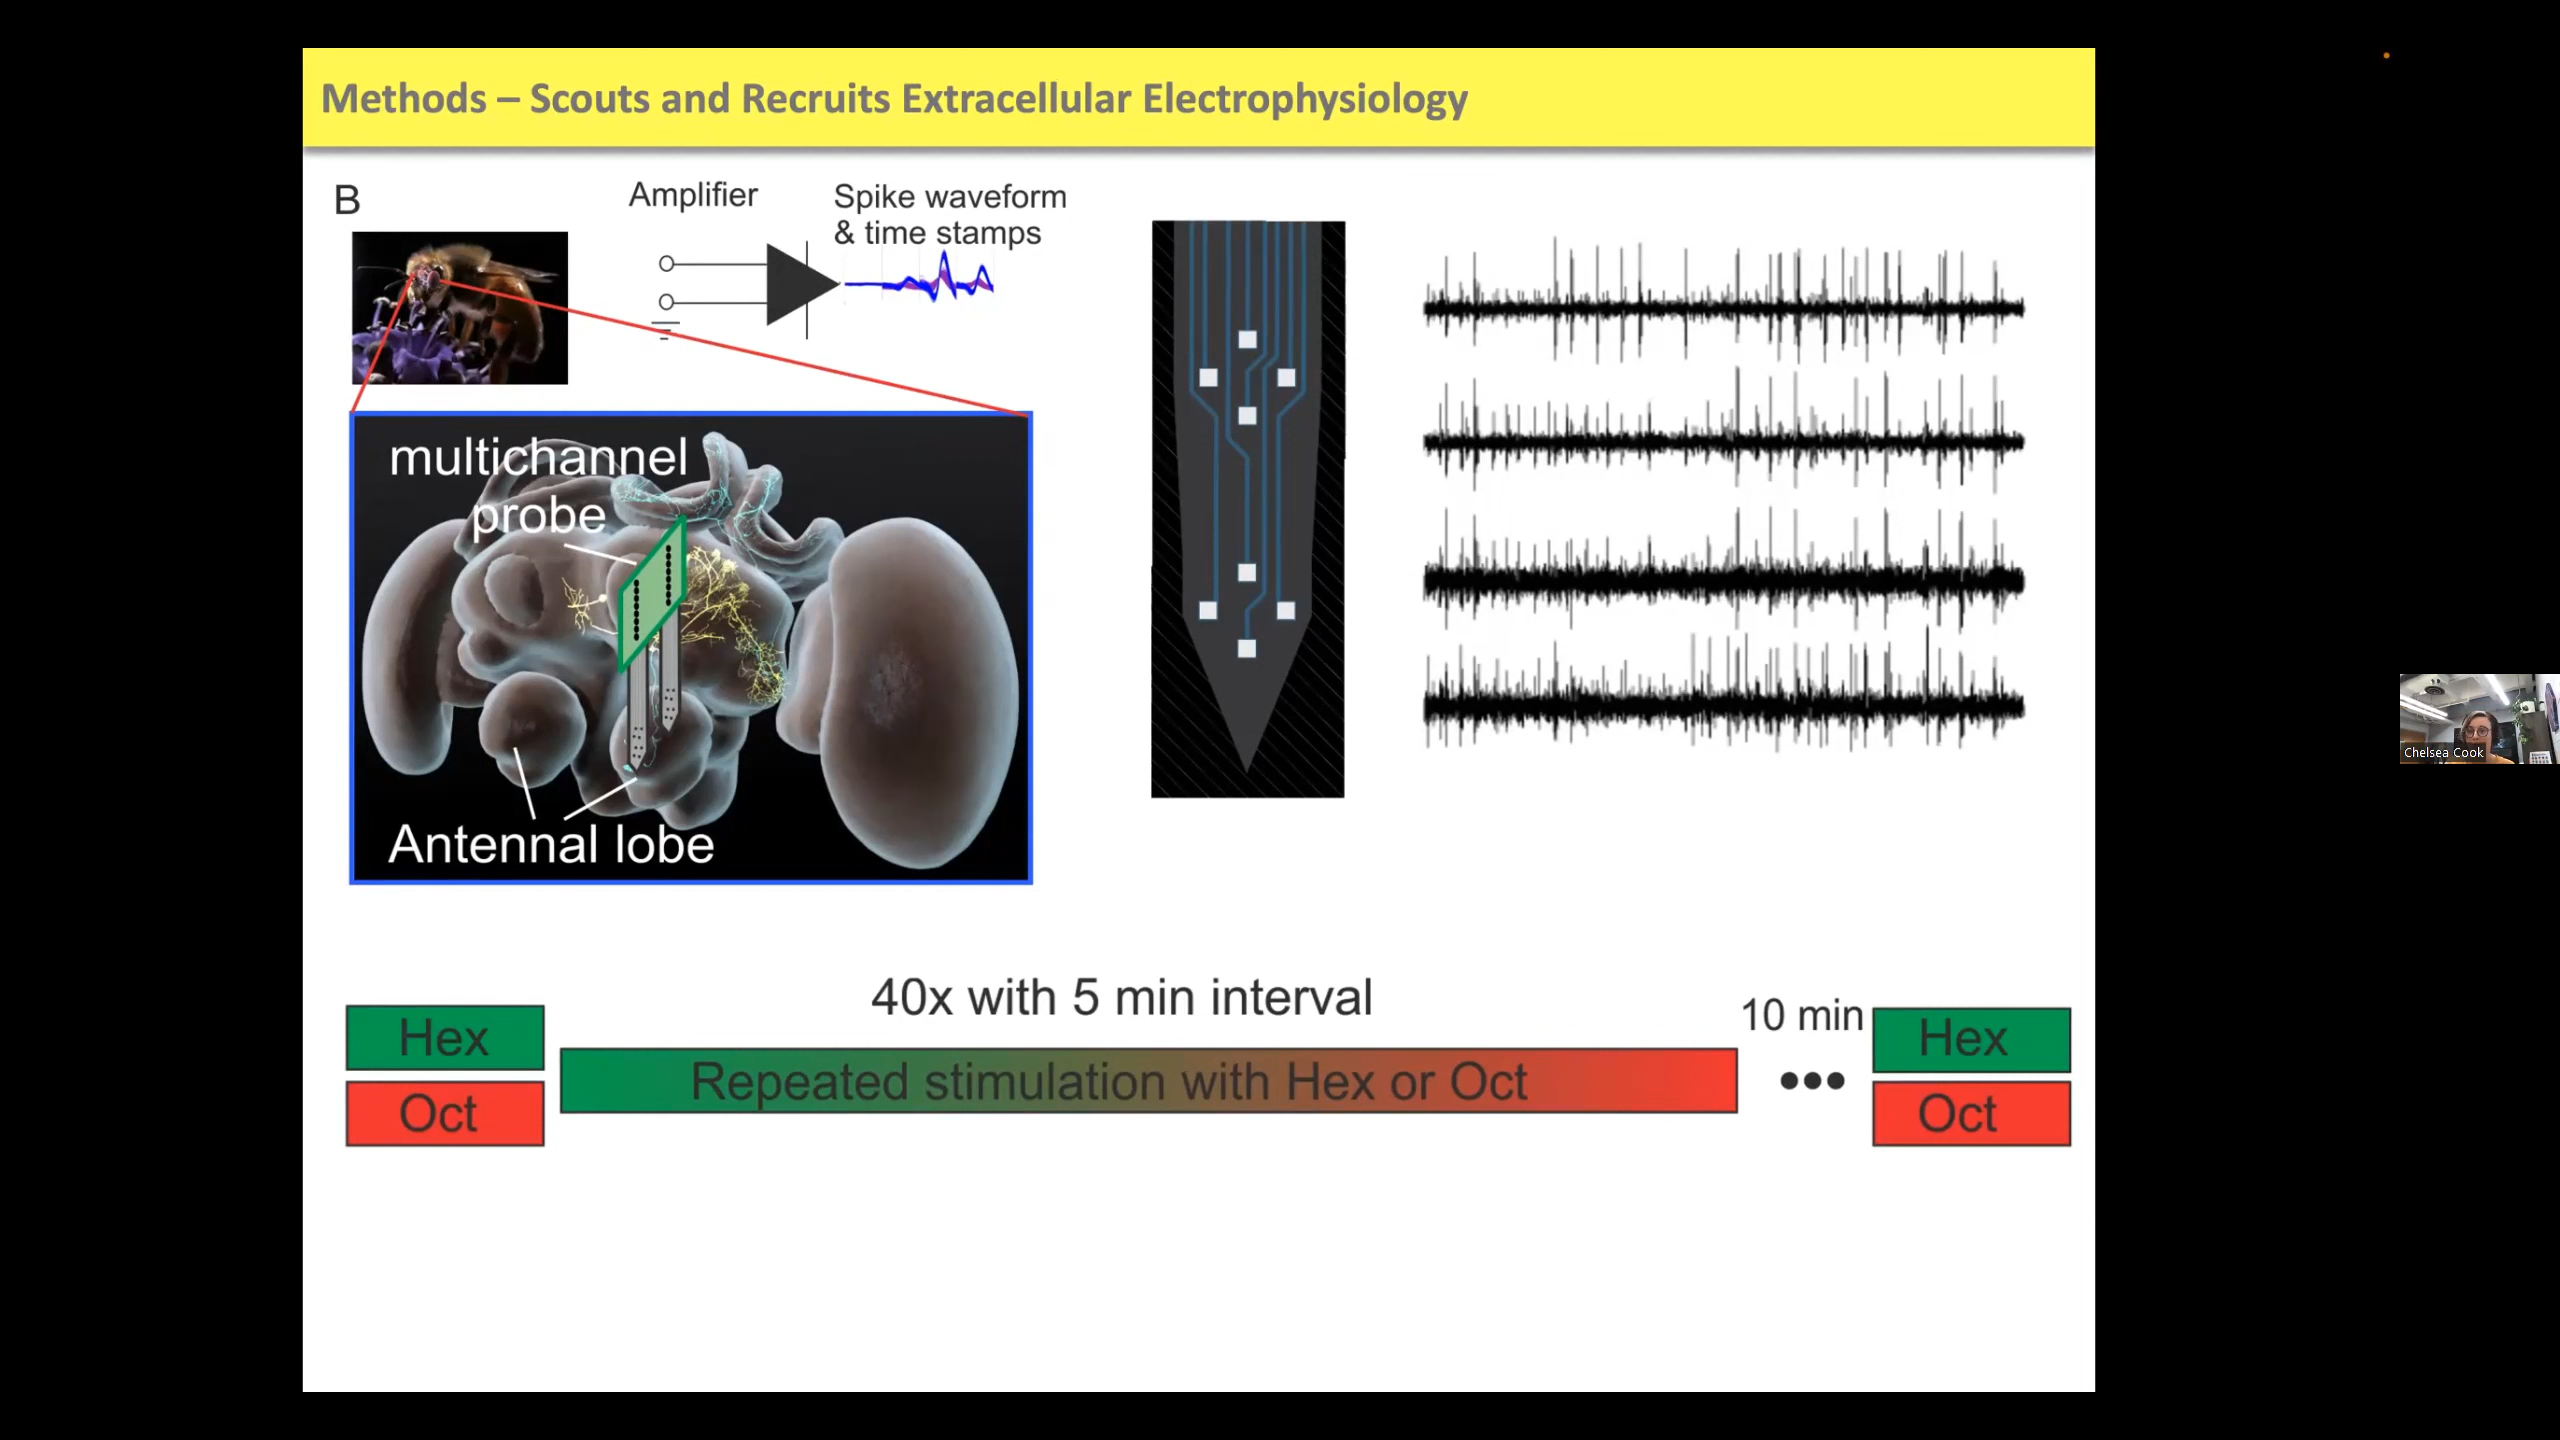 Methods – Scouts and Recruits Extracellular Electrophysiology
B
Amplifier
Spike waveform
& time stamps
multichannel
probe
Antennal lobe
40x with 5 min interval
10 min
Hex
Oct
Repeated stimulation with Hex or Oct
•••
Hex
Oct
Chelsea Cook